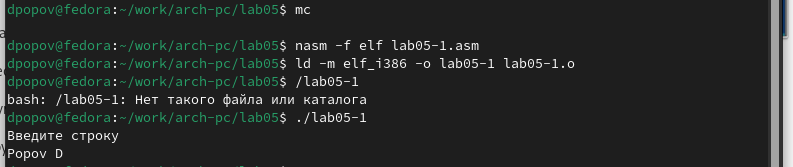 dpopov@fedora:~/work/arch-pc/lab05$ mc
dpopov@fedora:~/work/arch-pc/lab05$ nasm -f elf lab05-1.asm
dpopov@fedora:~/work/arch-pc/lab05$ ld -m elf_i386 -o lab05-1 lab05-1.o
dpopov@fedora:~/work/arch-pc/lab05$ /lab05-1
bash: /lab05-1: Нет такого файла или каталога
dpopov@fedora:~/work/arch-pc/lab05$ ./lab05-1
Введите строку
Popov D